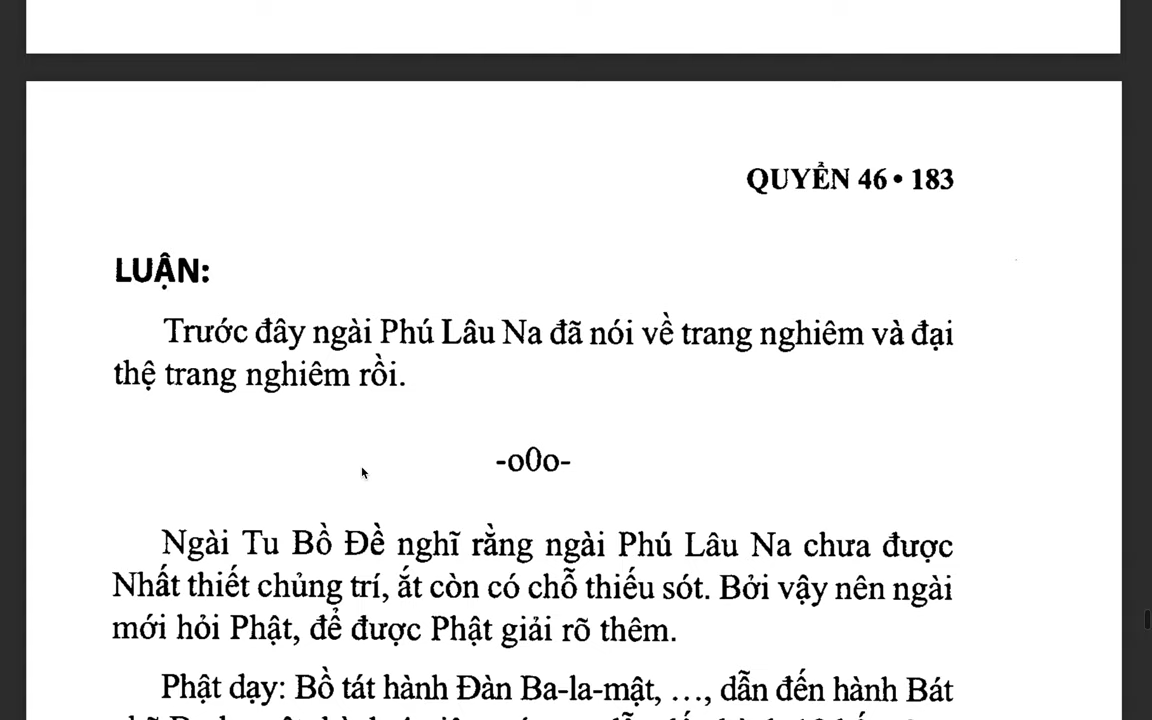 QUYỂN 46 • 183
LUẬN:
Trước đây ngài Phú Lâu Na đã nói về trang nghiêm và đại
thệ trang nghiêm rồi.
-o0o-
Ngài Tu Bồ Đề nghĩ rằng ngài Phú Lâu Na chưa được
Nhất thiết chủng trí, ắt còn có chỗ thiếu sót. Bởi vậy nên ngài
mới hỏi Phật, để được Phật giải rõ thêm.
Phật dạy: Bồ tát hành Đàn Ba-la-mật, ..., dẫn đến hành Bát